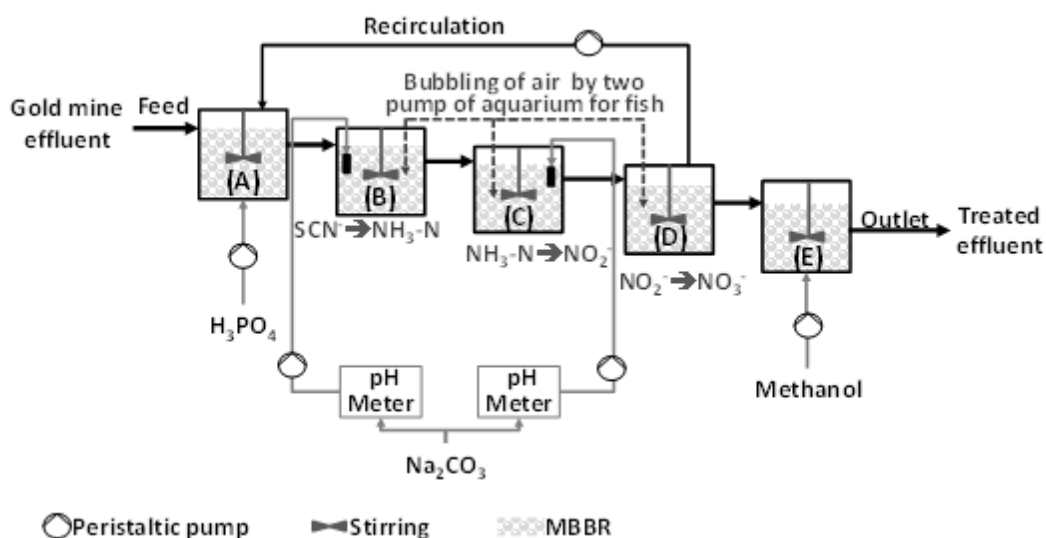 Recirculation
Bubbling of air by two
pump of aquarium for fish
Gold mine
effluent
Feed
(A)
(B)
(C)
(D)
(E)
SCN⁻➔NH₃-N
NH₃-N➔NO₂⁻
NO₂⁻➔NO₃⁻
Outlet
Treated
effluent
H₃PO₄
pH
Meter
pH
Meter
Methanol
Na₂CO₃
Peristaltic pump
Stirring
MBBR